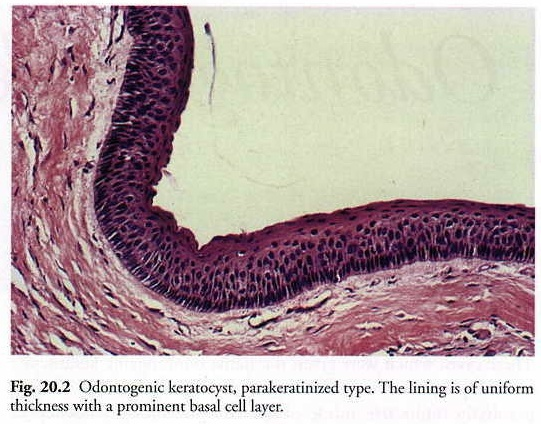 Fig. 20.2 Odontogenic keratocyst, parakeratinized type. The lining is of uniform
thickness with a prominent basal cell layer.